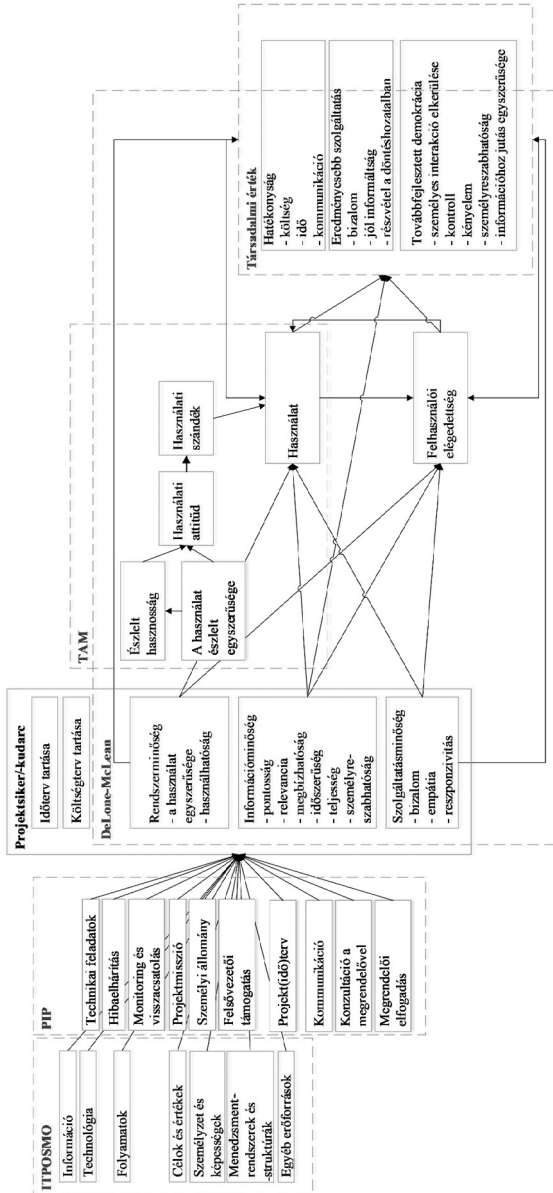 ITPOSMO
Információ
Technológia
Folyamatok
Célok és értékek
Személyzet és
képességek
Menedzsment-
rendszerek és
-struktúrák
Egyéb erőforrások
PIP
Technikai feladatok
Hibaelhárítás
Monitoring és
visszacsatolás
Projektmisszió
Személyi állomány
Felsővezetői
támogatás
Projekt(idő)terv
Kommunikáció
Konzultáció a
megrendelővel
Megrendelői
elfogadás
Projektsiker/-kudarc
Időterv tartása
Költségterv tartása
DeLone-McLean
Rendszerminőség
- a használat
egyszerűsége
- használhatóság
Információminőség
- pontosság
- relevancia
- megbízhatóság
- időszerűség
- teljesség
- személyre-
szabhatóság
Szolgáltatásminőség
- bizalom
- empátia
- reszponzivitás
TAM
Észlelt
hasznosság
A használat
észlelt
egyszerűsége
Használati
attitűd
Használati
szándék
Használat
Felhasználói
elégedettség
Társadalmi érték
Hatékonyság
- költség
- idő
- kommunikáció
Eredményesebb szolgáltatás
- bizalom
- jól informáltság
- részvétel a döntéshozatalban
Továbbfejlesztett demokrácia
- személyes interakció elkerülése
- kontroll
- kényelem
- személyreszabhatóság
- információhoz jutás egyszerűsége